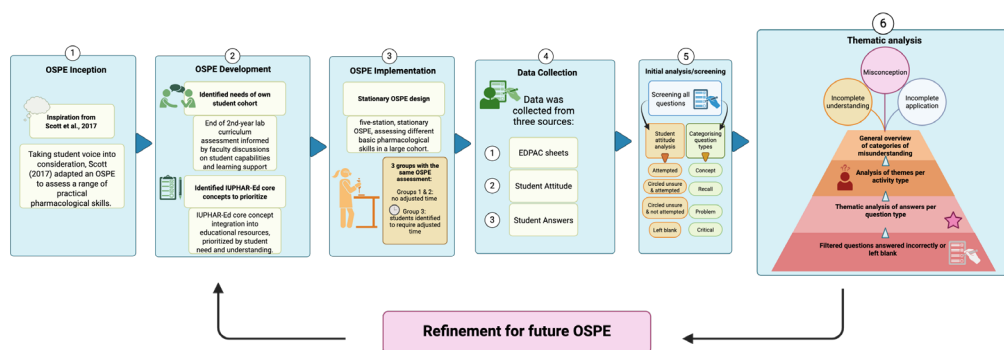 1
OSPE Inception
Inspiration from
Scott et al., 2017
Taking student voice into
consideration, Scott
(2017) adapted an OSPE
to assess a range of
practical
pharmacological skills.
2
OSPE Development
Identified needs of own
student cohort
End of 2nd-year lab
curriculum
assessment informed
by faculty discussions
on student capabilities
and learning support
Identified IUPHAR-Ed core
concepts to prioritize
IUPHAR-Ed core concept
integration into
educational resources,
prioritized by student
need and understanding.
3
OSPE Implementation
Stationary OSPE design
five-station, stationary
OSPE, assessing different
basic pharmacological
skills in a large cohort.
3 groups with the
same OSPE
assessment:
Groups 1 & 2:
no adjusted time
Group 3:
students identified
to require adjusted
time
4
Data Collection
Data was
collected from
three sources:
1
EDPAC sheets
2
Student Attitude
3
Student Answers
5
Initial analysis/screening
Screening all
questions
Student
attitude
analysis
Attempted
Circled unsure
& attempted
Circled unsure
& not attempted
Left blank
Categorising
question
types
Concept
Recall
Problem
Critical
6
Thematic analysis
Misconception
Incomplete
understanding
Incomplete
application
General overview
of categories of
misunderstanding
Analysis of themes per
activity type
Thematic analysis of answers per
question type
Filtered questions answered incorrectly or
left blank
Refinement for future OSPE